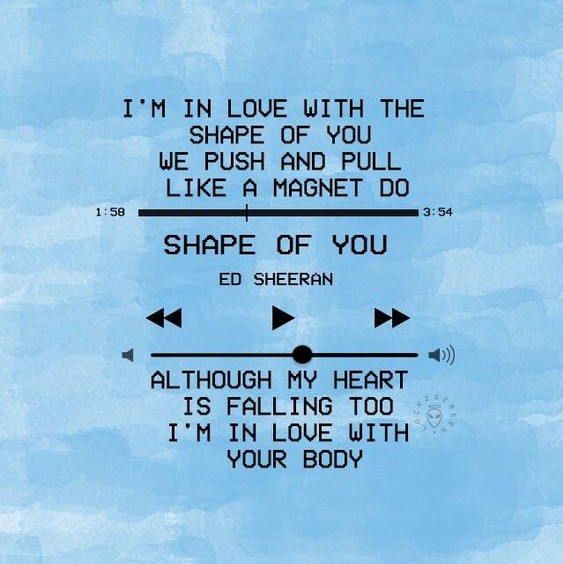 I'M IN LOVE WITH THE
SHAPE OF YOU
WE PUSH AND PULL
LIKE A MAGNET DO
1:58 3:54
SHAPE OF YOU
ED SHEERAN
ALTHOUGH MY HEART
IS FALLING TOO
I'M IN LOVE WITH
YOUR BODY